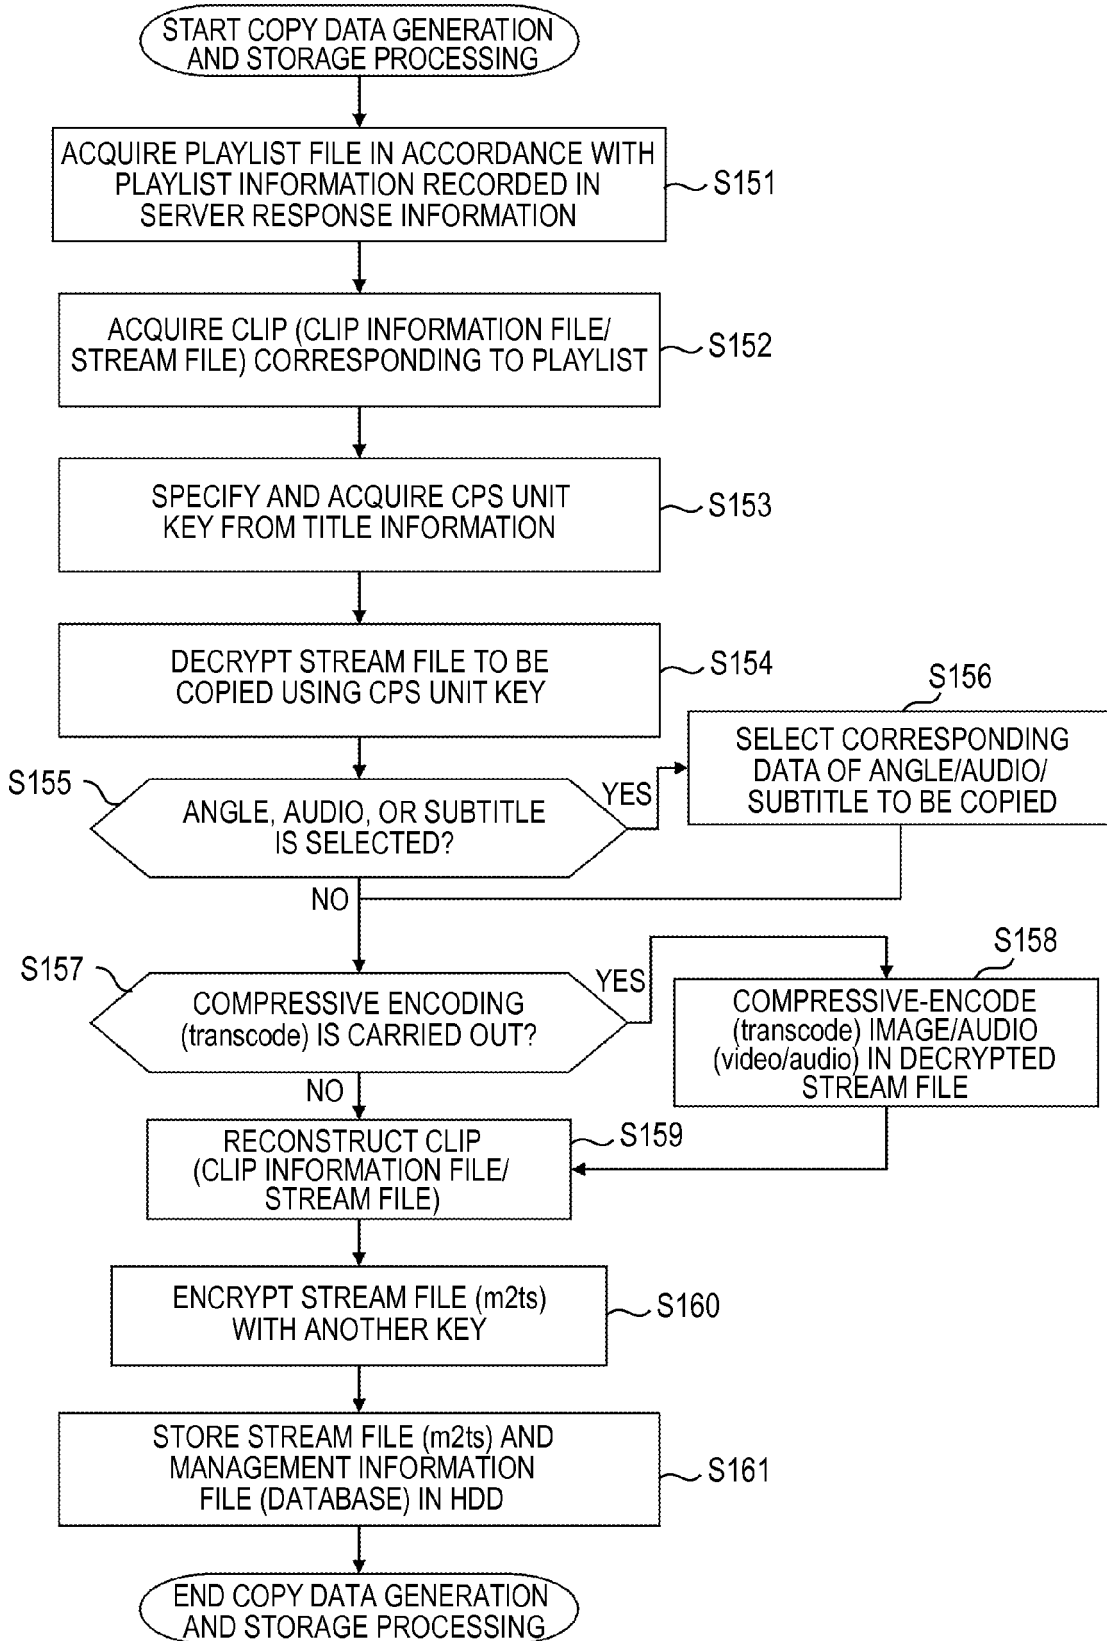 START COPY DATA GENERATION
AND STORAGE PROCESSING
ACQUIRE PLAYLIST FILE IN ACCORDANCE WITH
PLAYLIST INFORMATION RECORDED IN
SERVER RESPONSE INFORMATION
S151
ACQUIRE CLIP (CLIP INFORMATION FILE/
STREAM FILE) CORRESPONDING TO PLAYLIST
S152
SPECIFY AND ACQUIRE CPS UNIT
KEY FROM TITLE INFORMATION
S153
DECRYPT STREAM FILE TO BE
COPIED USING CPS UNIT KEY
S154
S155
ANGLE, AUDIO, OR SUBTITLE
IS SELECTED?
YES
S156
SELECT CORRESPONDING
DATA OF ANGLE/AUDIO/
SUBTITLE TO BE COPIED
NO
S157
COMPRESSIVE ENCODING
(transcode) IS CARRIED OUT?
YES
S158
COMPRESSIVE-ENCODE
(transcode) IMAGE/AUDIO
(video/audio) IN DECRYPTED
STREAM FILE
NO
RECONSTRUCT CLIP
(CLIP INFORMATION FILE/
STREAM FILE)
S159
ENCRYPT STREAM FILE (m2ts)
WITH ANOTHER KEY
S160
STORE STREAM FILE (m2ts) AND
MANAGEMENT INFORMATION
FILE (DATABASE) IN HDD
S161
END COPY DATA GENERATION
AND STORAGE PROCESSING